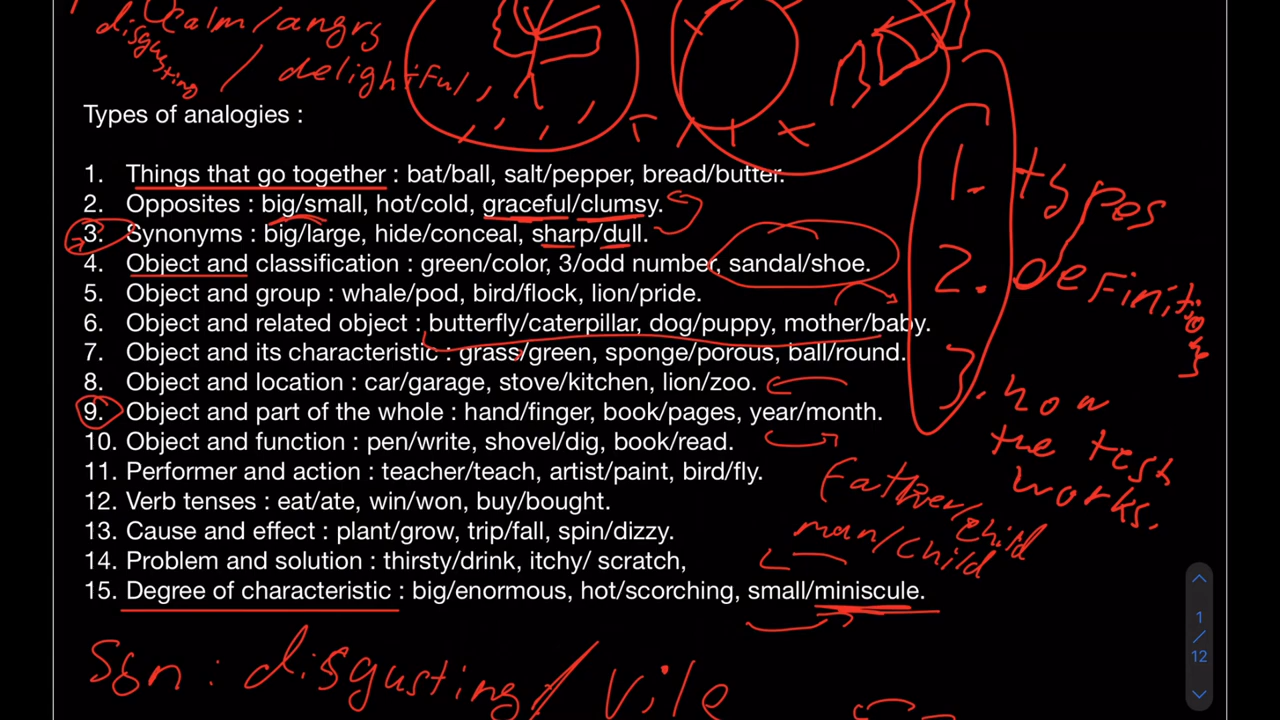 calm/angry
disgusting / delightful,
Types of analogies :
1. Things that go together : bat/ball, salt/pepper, bread/butter.
2. Opposites : big/small, hot/cold, graceful/clumsy.
3. Synonyms : big/large, hide/conceal, sharp/dull.
4. Object and classification : green/color, 3/odd number, sandal/shoe.
5. Object and group : whale/pod, bird/flock, lion/pride.
6. Object and related object : butterfly/caterpillar, dog/puppy, mother/baby.
7. Object and its characteristic : grass/green, sponge/porous, ball/round.
8. Object and location : car/garage, stove/kitchen, lion/zoo.
9. Object and part of the whole : hand/finger, book/pages, year/month.
10. Object and function : pen/write, shovel/dig, book/read.
11. Performer and action : teacher/teach, artist/paint, bird/fly.
12. Verb tenses : eat/ate, win/won, buy/bought.
13. Cause and effect : plant/grow, trip/fall, spin/dizzy.
14. Problem and solution : thirsty/drink, itchy/ scratch,
15. Degree of characteristic : big/enormous, hot/scorching, small/miniscule.
1. types
2. definitions
3. how
the test
works.
Father/child
man/child
Syn : disgusting / vile
1
/
12